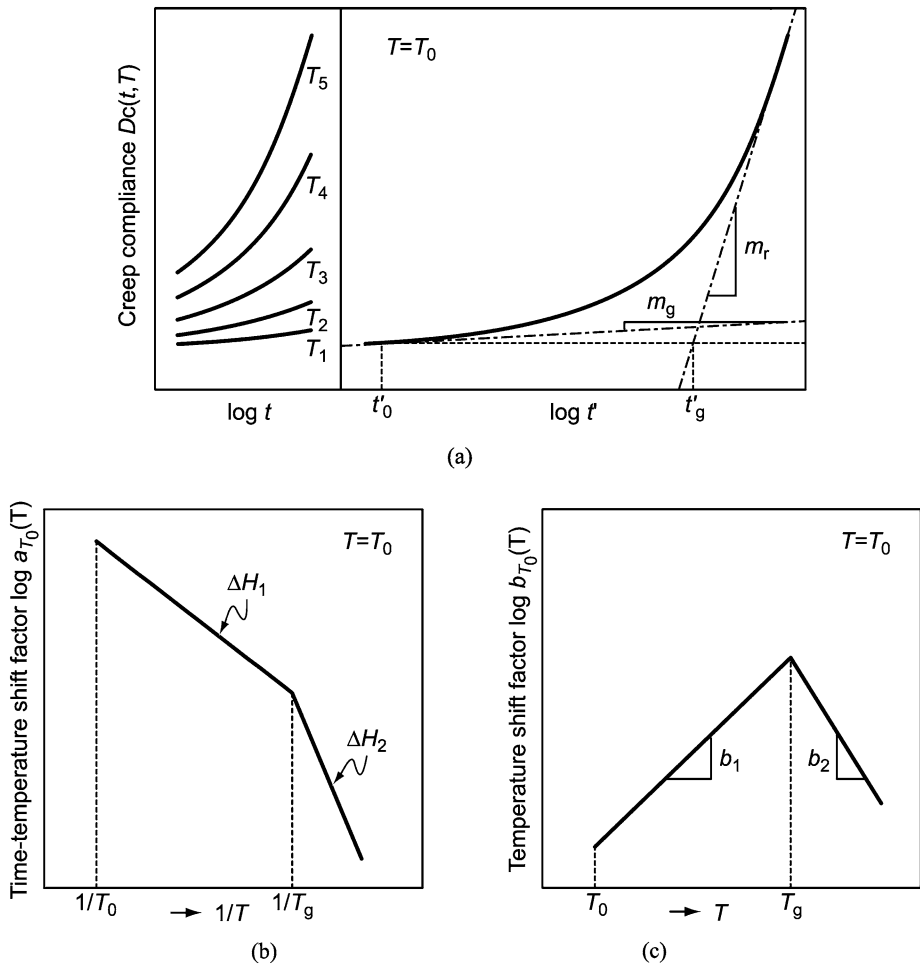 (a)
Creep compliance Dc(t,T)
T=T₀
T₅
T₄
T₃
T₂
T₁
mᵣ
m_g
log t
t'₀
log t'
t'_g
(a)
Time-temperature shift factor log a_T₀(T)
T=T₀
ΔH₁
ΔH₂
1/T₀
1/T
1/T_g
(b)
Temperature shift factor log b_T₀(T)
T=T₀
b₁
b₂
T₀
T
T_g
(c)